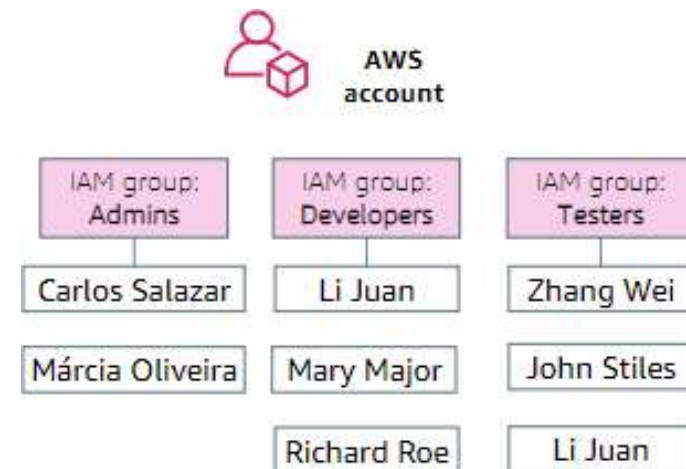 AWS
account
IAM group:
Admins
IAM group:
Developers
IAM group:
Testers
Carlos Salazar
Li Juan
Zhang Wei
Márcia Oliveira
Mary Major
John Stiles
Richard Roe
Li Juan